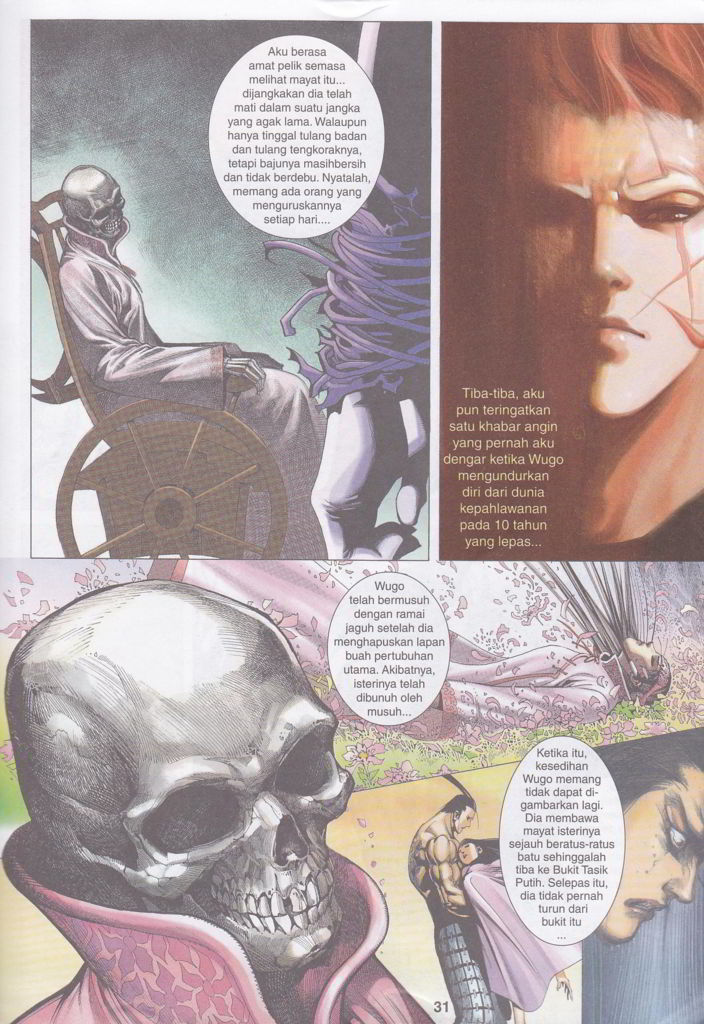 Aku berasa
amat pelik semasa
melihat mayat itu...
dijangkakan dia telah
mati dalam suatu jangka
yang agak lama. Walaupun
hanya tinggal tulang badan
dan tulang tengkoraknya,
tetapi bajunya masihbersih
dan tidak berdebu. Nyatalah,
memang ada orang yang
menguruskannya
setiap hari....
Tiba-tiba, aku
pun teringatkan
satu khabar angin
yang pernah aku
dengar ketika Wugo
mengundurkan
diri dari dunia
kepahlawanan
pada 10 tahun
yang lepas...
Wugo
telah bermusuh
dengan ramai
jaguh setelah dia
menghapuskan lapan
buah pertubuhan
utama. Akibatnya,
isterinya telah
dibunuh oleh
musuh...
Ketika itu,
kesedihan
Wugo memang
tidak dapat di-
gambarkan lagi.
Dia membawa
mayat isterinya
sejauh beratus-ratus
batu sehinggalah
tiba ke Bukit Tasik
Putih. Selepas itu,
dia tidak pernah
turun dari
bukit itu
...
31